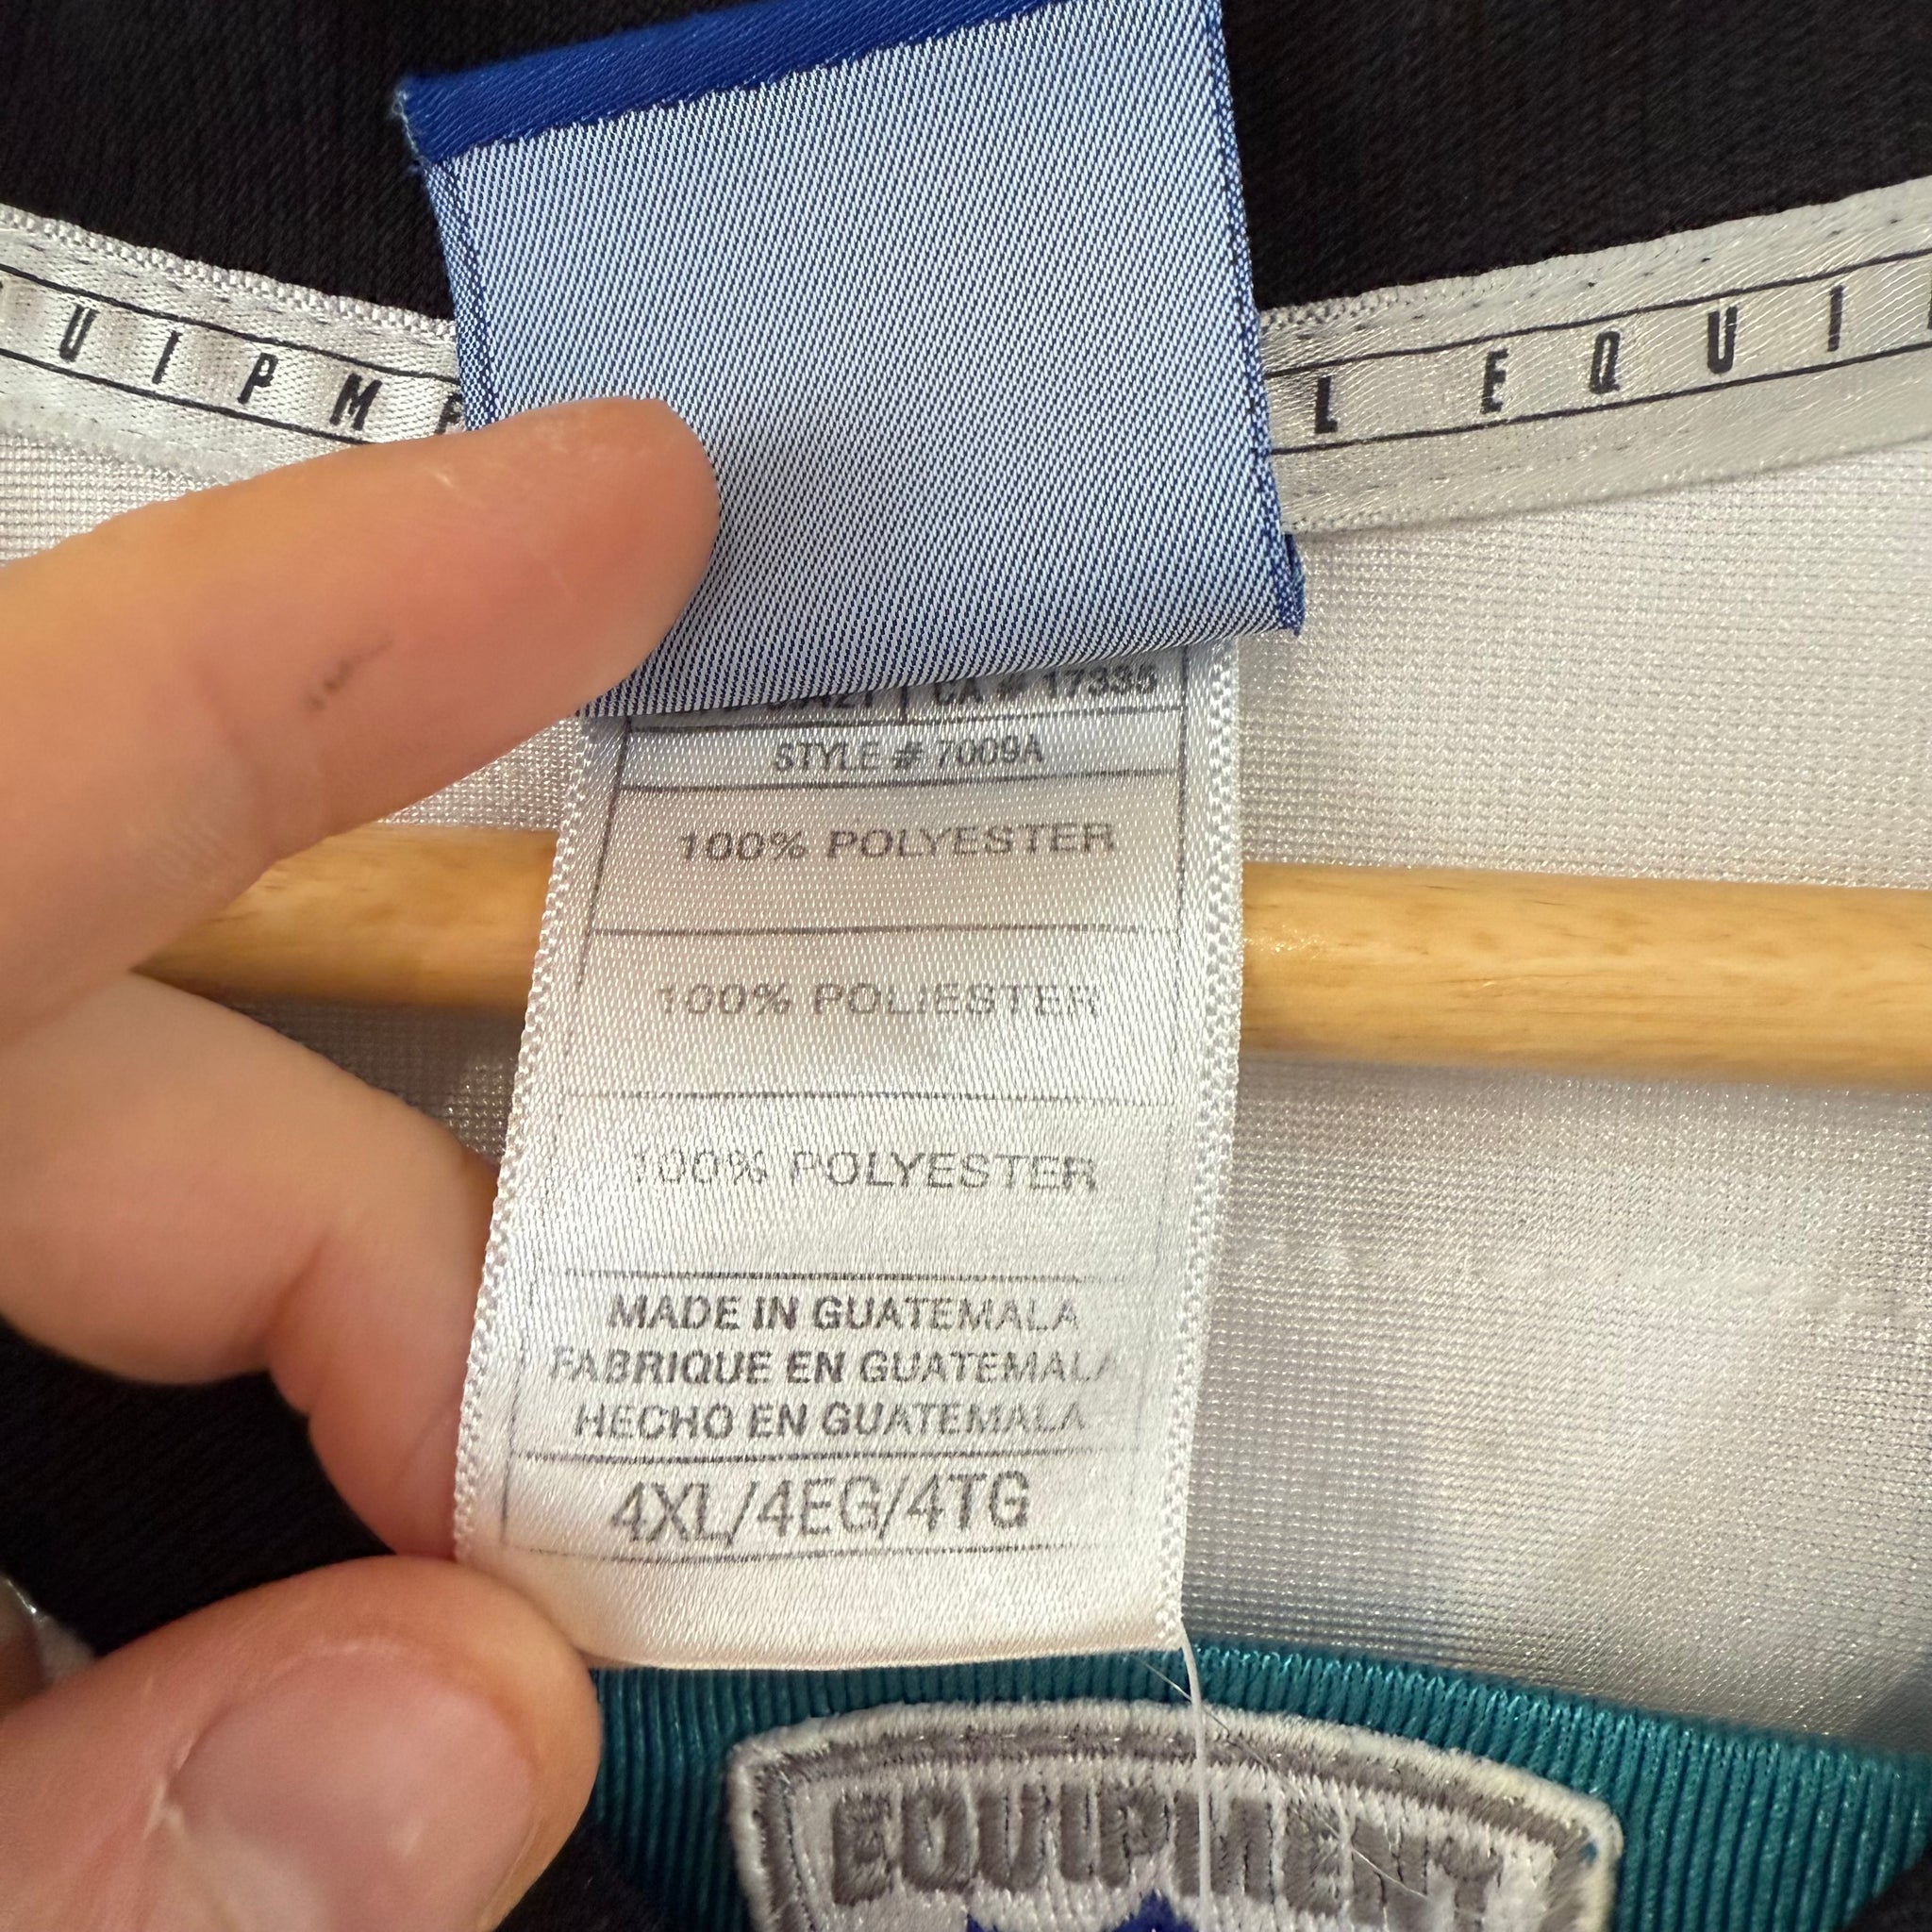 UIPME
L EQUI
CA # 17335
STYLE # 7009A
100% POLYESTER
100% POLIESTER
100% POLYESTER
MADE IN GUATEMALA
FABRIQUE EN GUATEMALA
HECHO EN GUATEMALA
4XL/4EG/4TG
EQUIPMENT